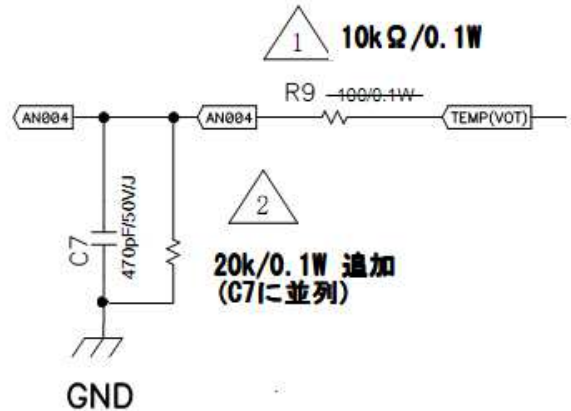 1 10kΩ/0.1W
R9 100/0.1W
AN004 AN004 TEMP(VOT)
2
C7 470pF/50V/J
20k/0.1W 追加
(C7に並列)
GND